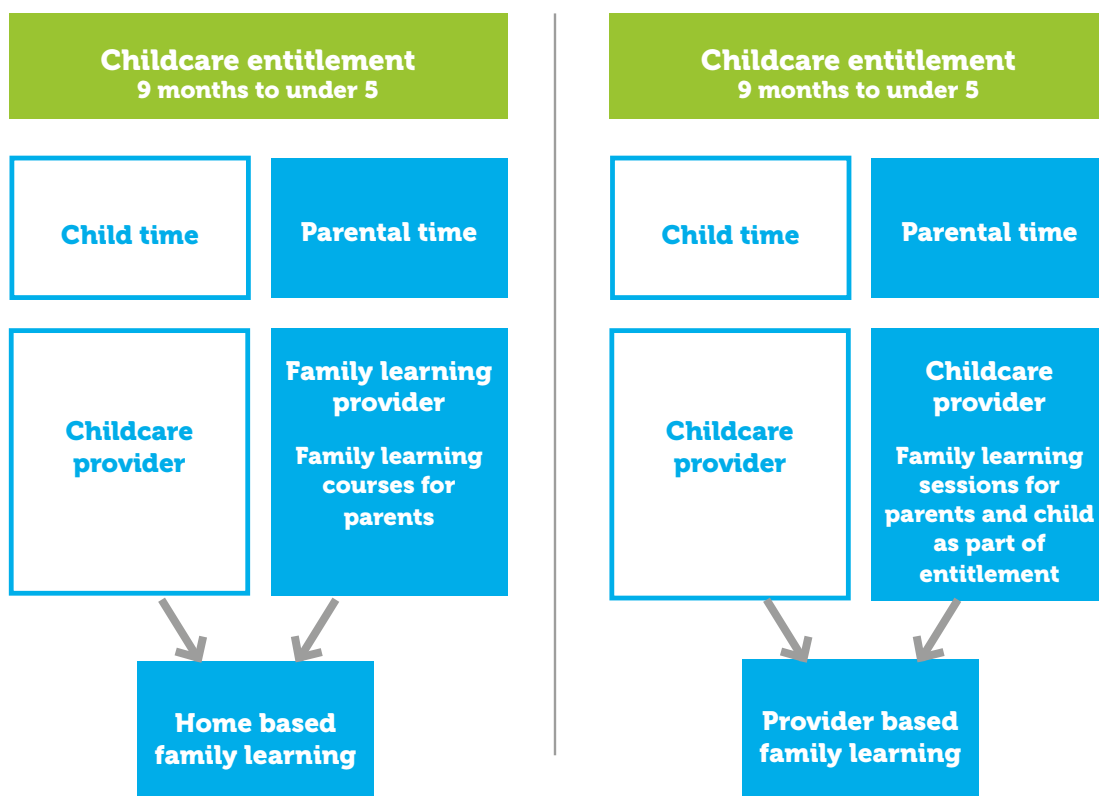 Childcare entitlement
9 months to under 5
Child time
Parental time
Childcare
provider
Family learning
provider
Family learning
courses for
parents
Home based
family learning
Childcare entitlement
9 months to under 5
Child time
Parental time
Childcare
provider
Childcare
provider
Family learning
sessions for
parents and child
as part of
entitlement
Provider based
family learning